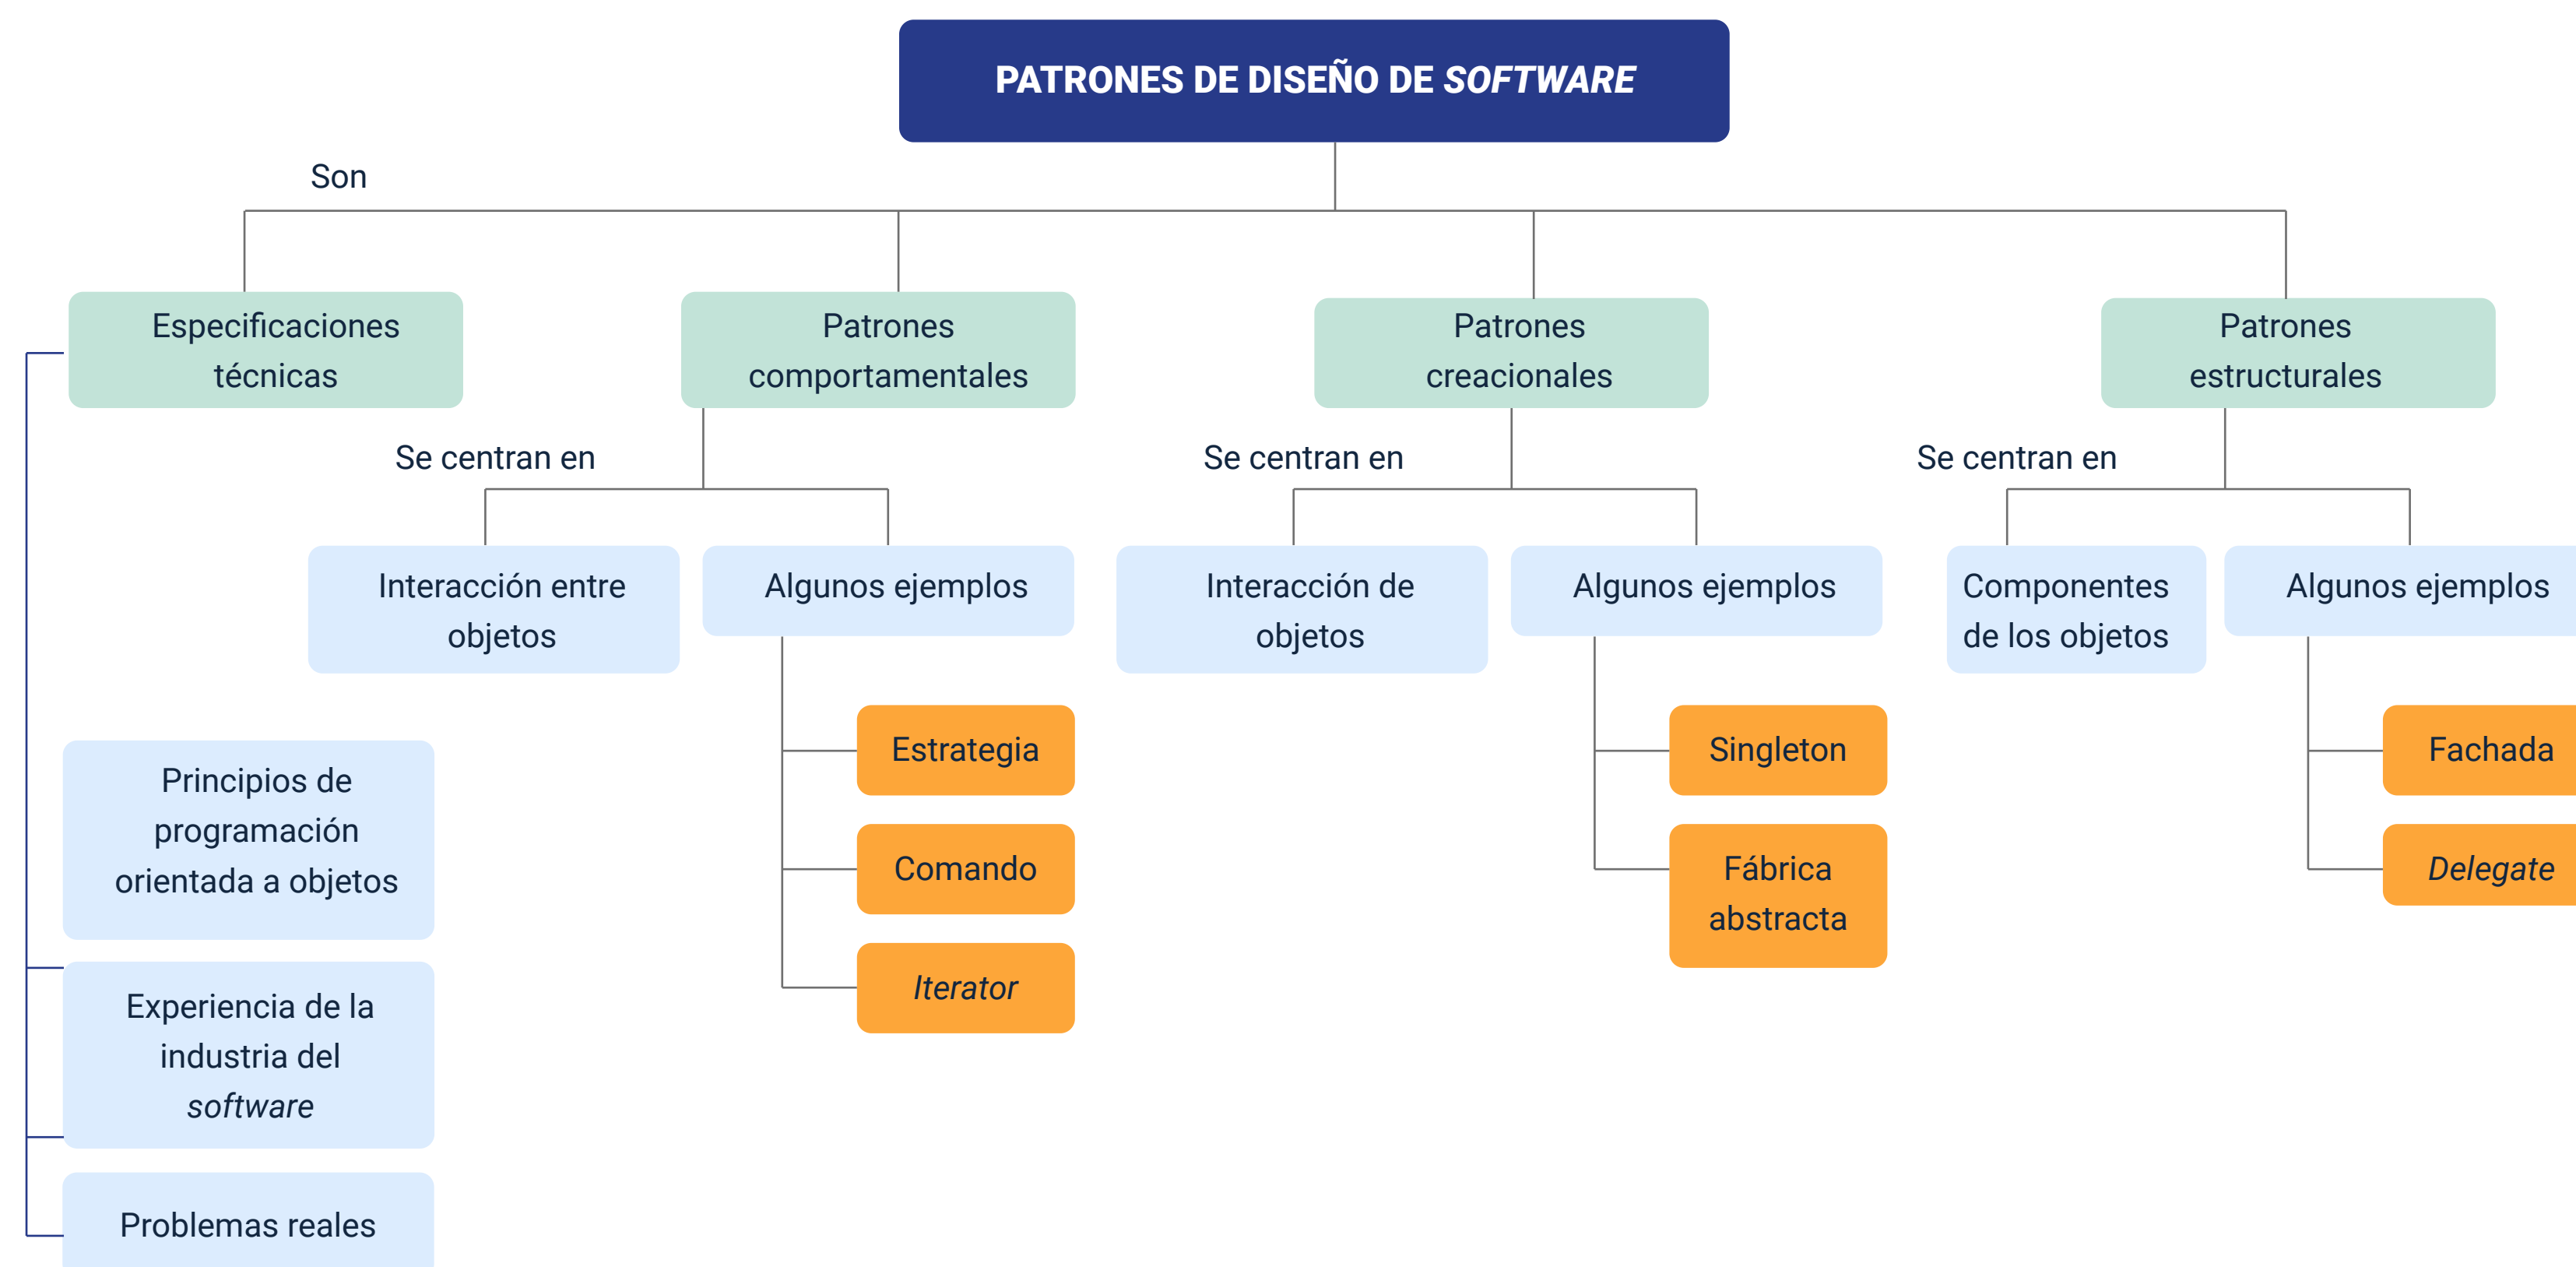 PATRONES DE DISEÑO DE SOFTWARE
Son
Especificaciones
técnicas
Patrones
comportamentales
Patrones
creacionales
Patrones
estructurales
Se centran en
Se centran en
Se centran en
Interacción entre
objetos
Algunos ejemplos
Interacción de
objetos
Algunos ejemplos
Componentes
de los objetos
Algunos ejemplos
Estrategia
Comando
Iterator
Singleton
Fábrica
abstracta
Fachada
Delegate
Principios de
programación
orientada a objetos
Experiencia de la
industria del
software
Problemas reales